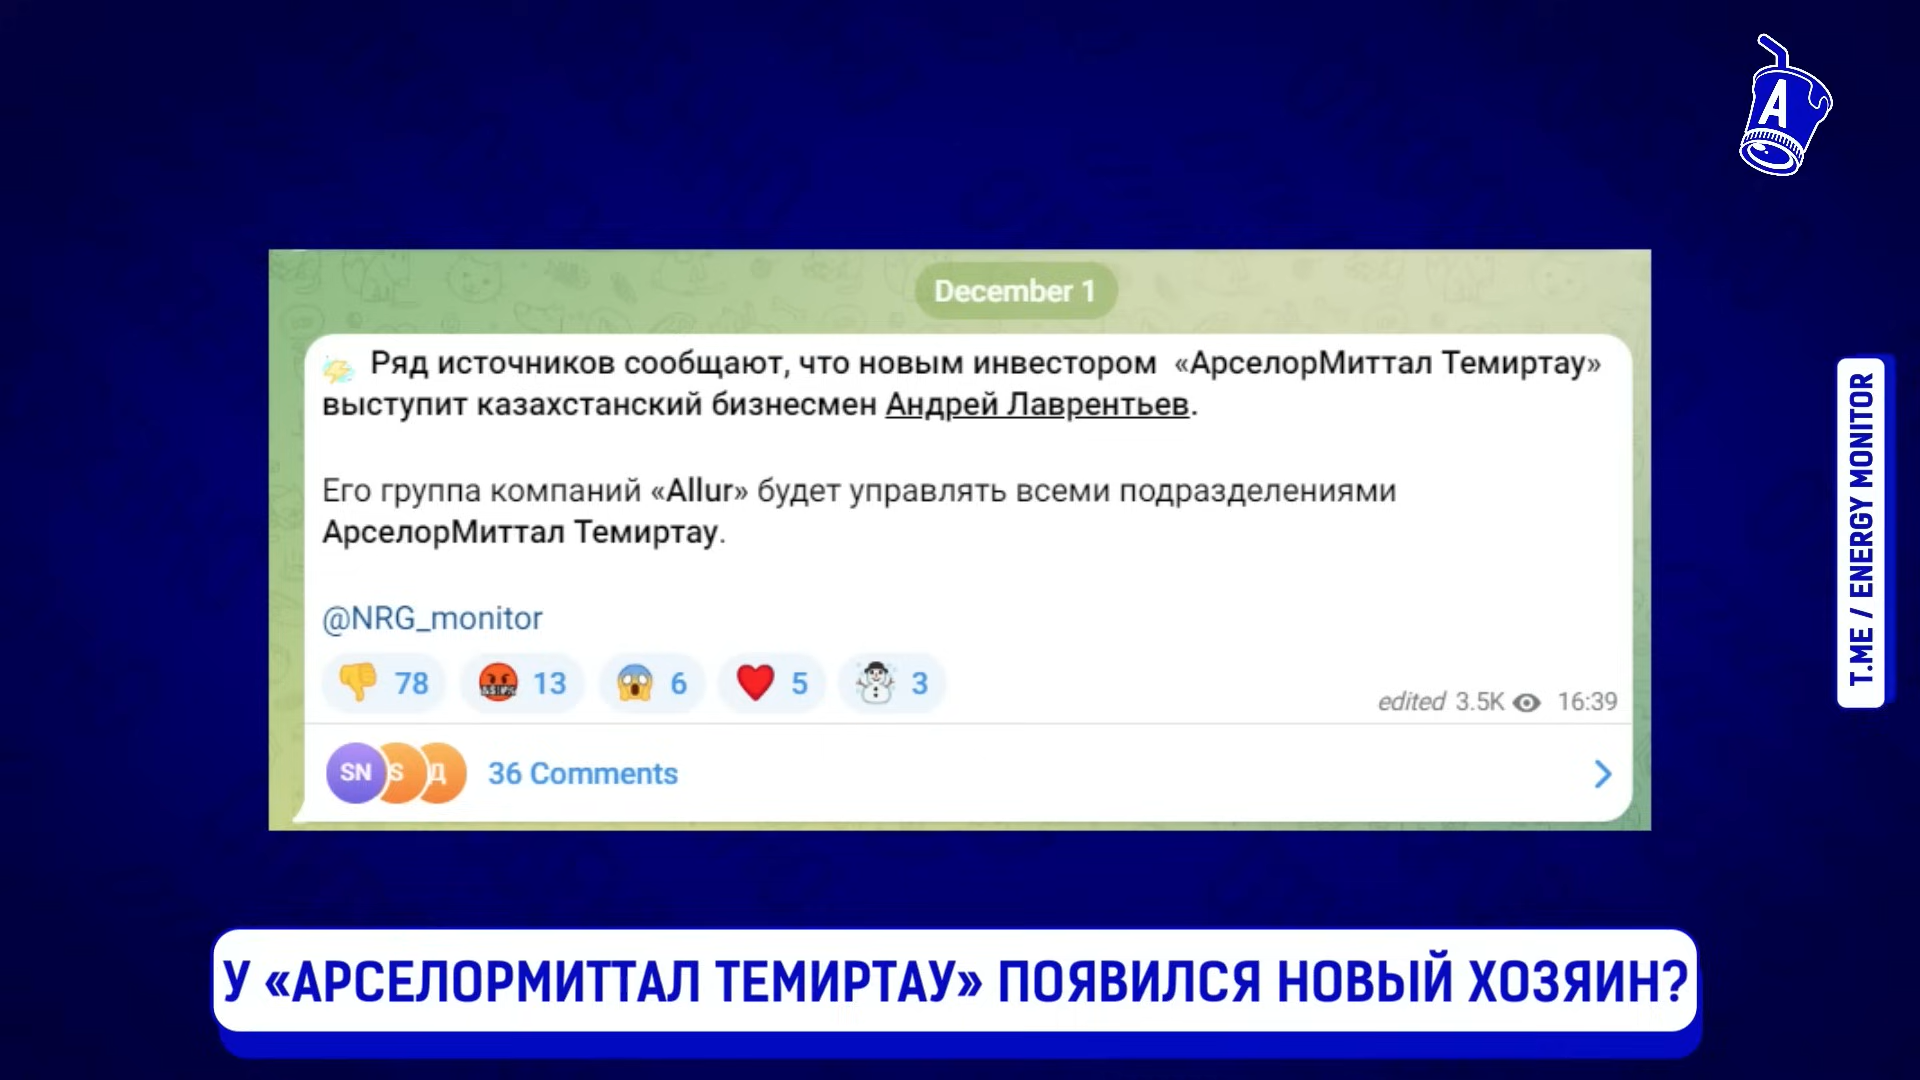 A
December 1
Ряд источников сообщают, что новым инвестором «АрселорМиттал Темиртау»
выступит казахстанский бизнесмен Андрей Лаврентьев.
Его группа компаний «Allur» будет управлять всеми подразделениями
АрселорМиттал Темиртау.
@NRG_monitor
78 13 6 5 3
edited 3.5K 16:39
SN S Д 36 Comments
T.ME / ENERGY MONITOR
У «АРСЕЛОРМИТТАЛ ТЕМИРТАУ» ПОЯВИЛСЯ НОВЫЙ ХОЗЯИН?